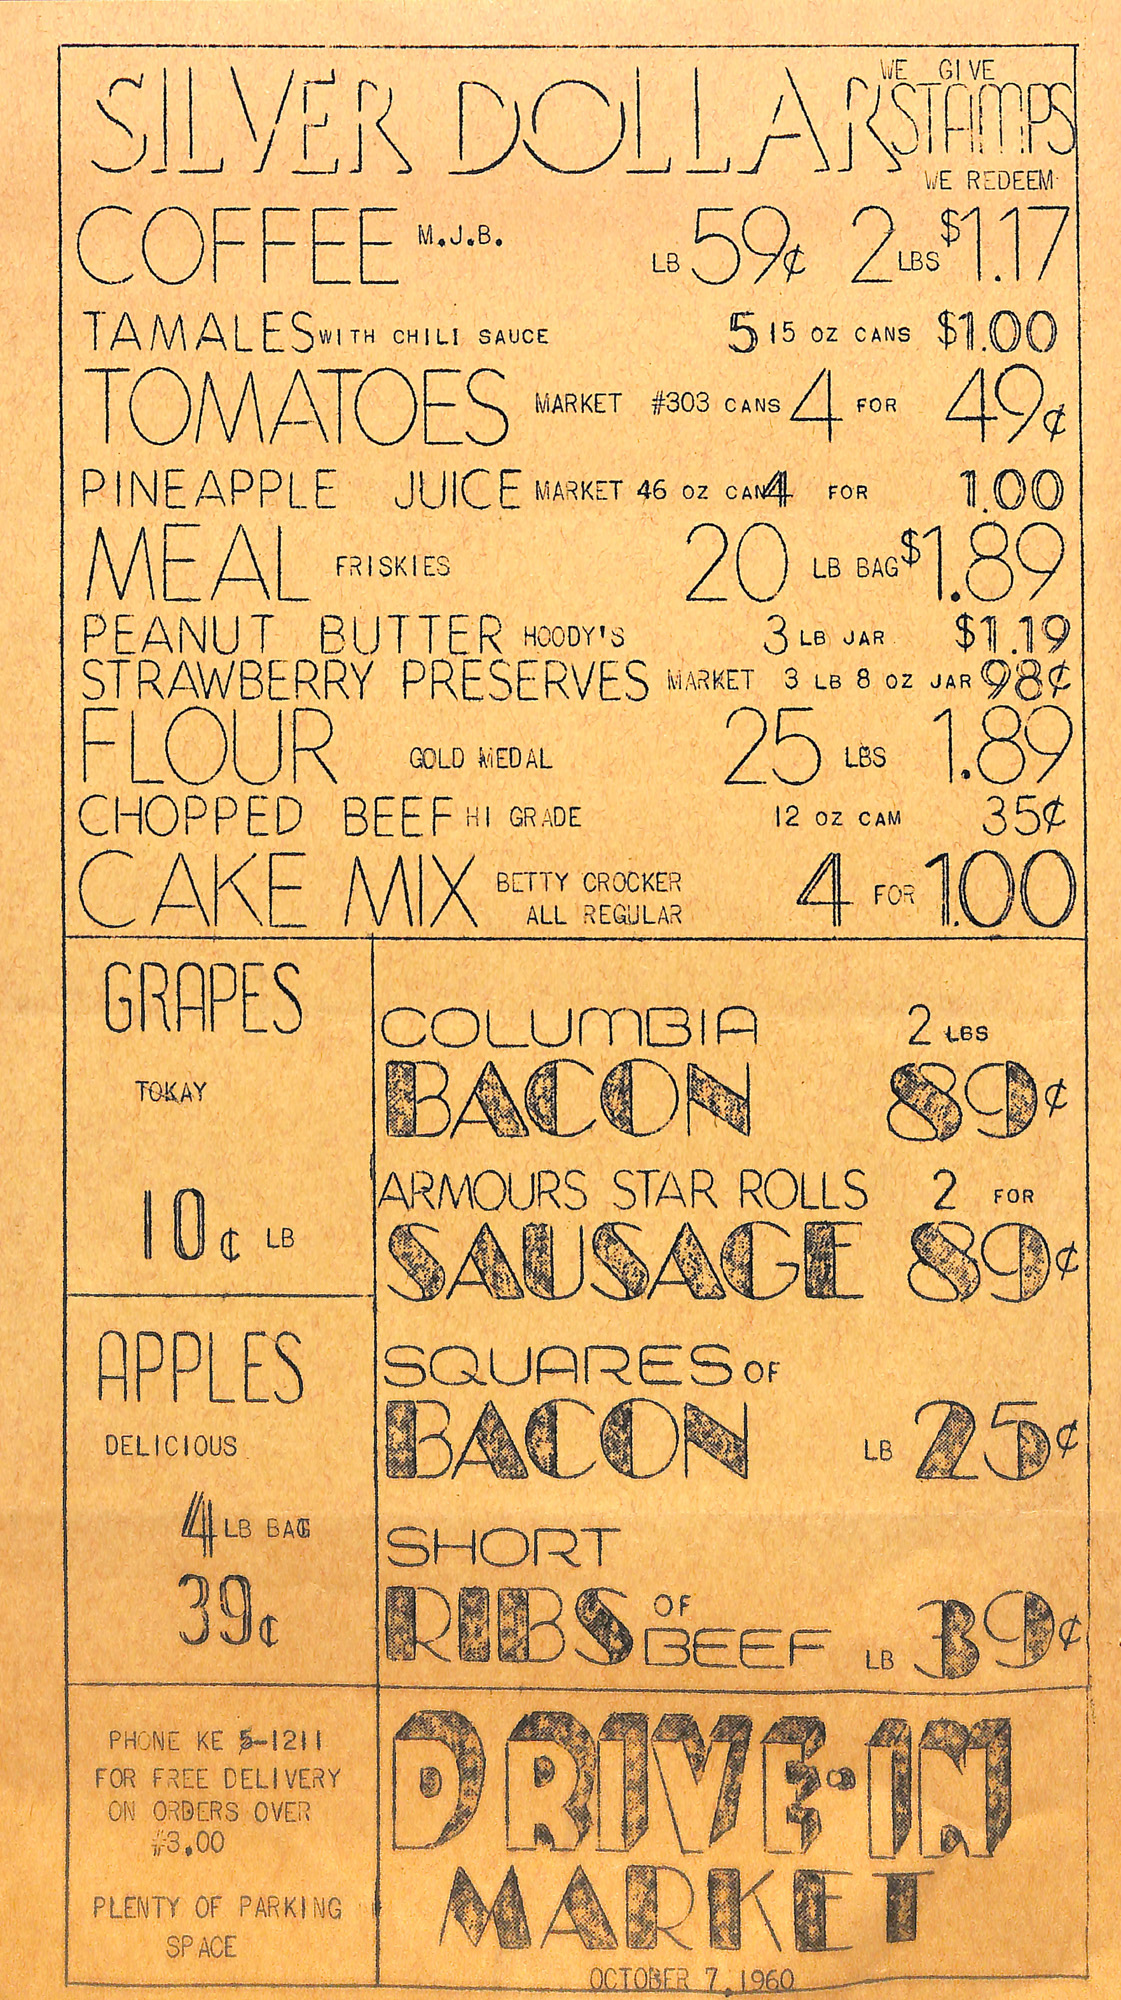 WE GIVE
SILVER DOLLAR STAMPS
WE REDEEM
COFFEE M.J.B. LB 59¢ 2 LBS $1.17
TAMALES WITH CHILI SAUCE 5 15 OZ CANS $1.00
TOMATOES MARKET #303 CANS 4 FOR 49¢
PINEAPPLE JUICE MARKET 46 OZ CAN 4 FOR 1.00
MEAL FRISKIES 20 LB BAG $1.89
PEANUT BUTTER HOODY'S 3 LB JAR $1.19
STRAWBERRY PRESERVES MARKET 3 LB 8 OZ JAR 98¢
FLOUR GOLD MEDAL 25 LBS 1.89
CHOPPED BEEF HI GRADE 12 OZ CAM 35¢
CAKE MIX BETTY CROCKER ALL REGULAR 4 FOR 1.00
GRAPES
TOKAY
10¢ LB
APPLES
DELICIOUS
4 LB BAG
39¢
COLUMBIA 2 LBS
BACON 89¢
ARMOURS STAR ROLLS 2 FOR
SAUSAGE 89¢
SQUARES OF
BACON LB 25¢
SHORT
RIBS OF BEEF LB 39¢
PHONE KE 5-1211
FOR FREE DELIVERY
ON ORDERS OVER
#3.00
PLENTY OF PARKING
SPACE
DRIVE-IN
MARKET
OCTOBER 7, 1960